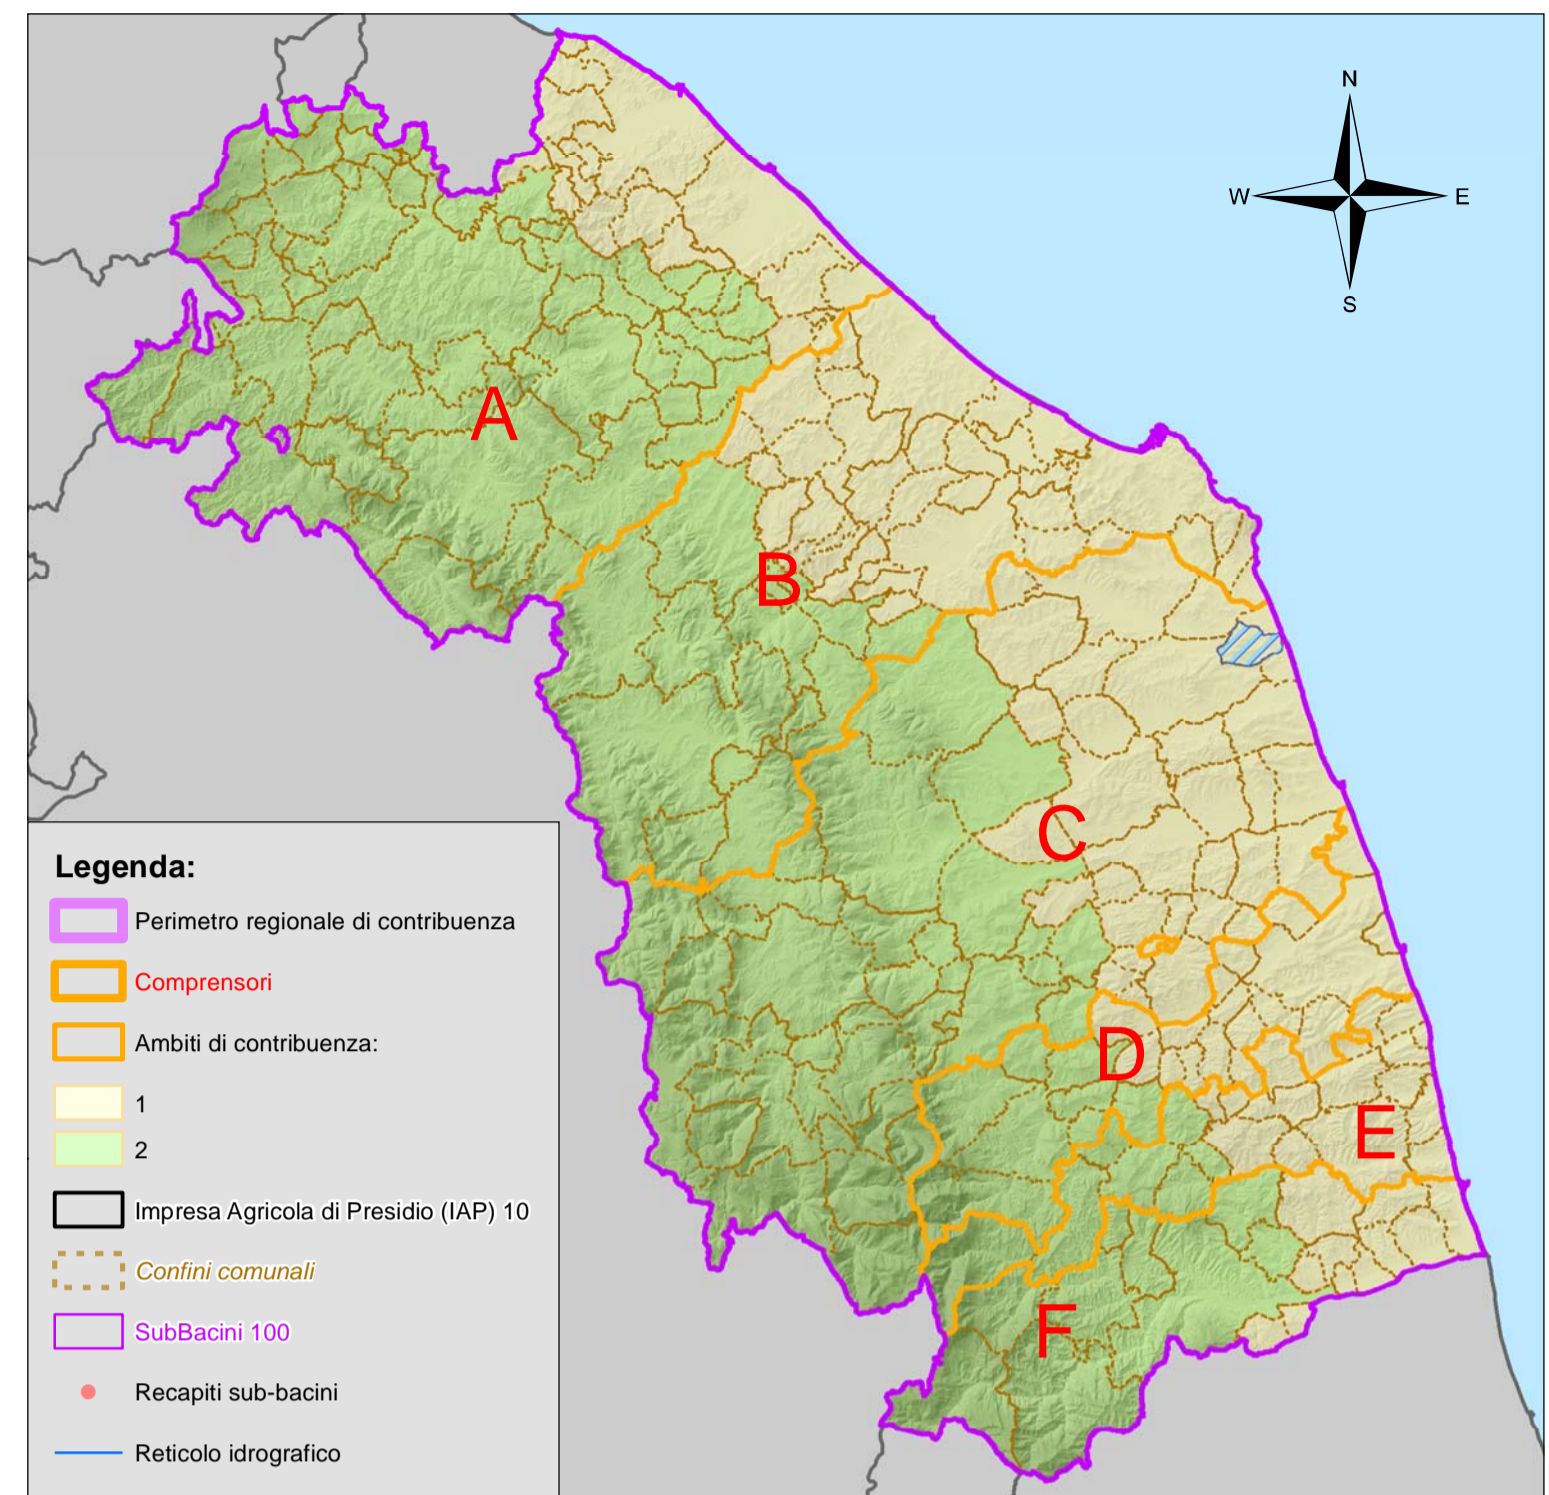 N
W E
S
A
B
C
D
E
F
Legenda:
Perimetro regionale di contribuenza
Comprensori
Ambiti di contribuenza:
1
2
Impresa Agricola di Presidio (IAP) 10
Confini comunali
SubBacini 100
Recapiti sub-bacini
Reticolo idrografico